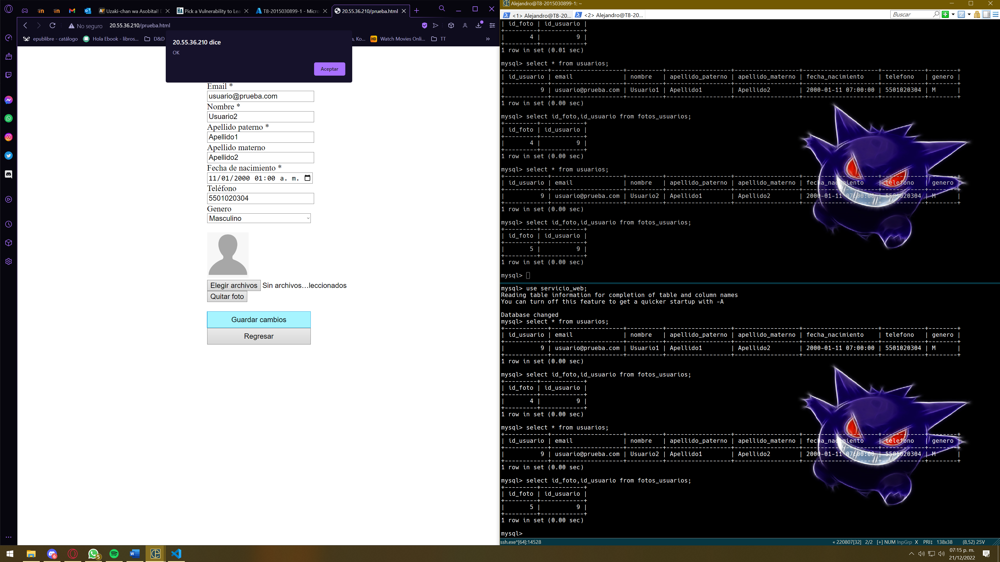 Uzaki-chan wa Asobitai!
Pick a Vulnerability to Lea
T8-2015030899-1 - Micro
20.55.36.210/prueba.html
No seguro
20.55.36.210/prueba.html
epublibre - catálogo
Hola Ebook - libros...
D&D
a, Ko...
HD
Watch Movies Onli...
TT
»
20.55.36.210 dice
OK
Aceptar
Email *
usuario@prueba.com
Nombre *
Usuario2
Apellido paterno *
Apellido1
Apellido materno
Apellido2
Fecha de nacimiento *
11/01/2000 01:00 a. m.
Teléfono
5501020304
Genero
Masculino
Elegir archivos Sin archivos…leccionados
Quitar foto
Guardar cambios
Regresar
Alejandro@T8-2015030899-1: ~
<1> Alejandro@T8-20...
<2> Alejandro@T8-20...
Buscar
| id_foto | id_usuario |
+---------+------------+
|       4 |          9 |
+---------+------------+
1 row in set (0.01 sec)
mysql> select * from usuarios;
+------------+--------------------+----------+------------------+------------------+---------------------+------------+--------+
| id_usuario | email              | nombre   | apellido_paterno | apellido_materno | fecha_nacimiento    | telefono   | genero |
+------------+--------------------+----------+------------------+------------------+---------------------+------------+--------+
|          9 | usuario@prueba.com | Usuario1 | Apellido1        | Apellido2        | 2000-01-11 07:00:00 | 5501020304 | M      |
+------------+--------------------+----------+------------------+------------------+---------------------+------------+--------+
1 row in set (0.00 sec)
mysql> select id_foto,id_usuario from fotos_usuarios;
+---------+------------+
| id_foto | id_usuario |
+---------+------------+
|       4 |          9 |
+---------+------------+
1 row in set (0.00 sec)
mysql> select * from usuarios;
+------------+--------------------+----------+------------------+------------------+---------------------+------------+--------+
| id_usuario | email              | nombre   | apellido_paterno | apellido_materno | fecha_nacimiento    | telefono   | genero |
+------------+--------------------+----------+------------------+------------------+---------------------+------------+--------+
|          9 | usuario@prueba.com | Usuario2 | Apellido1        | Apellido2        | 2000-01-11 07:00:00 | 5501020304 | M      |
+------------+--------------------+----------+------------------+------------------+---------------------+------------+--------+
1 row in set (0.00 sec)
mysql> select id_foto,id_usuario from fotos_usuarios;
+---------+------------+
| id_foto | id_usuario |
+---------+------------+
|       5 |          9 |
+---------+------------+
1 row in set (0.00 sec)
mysql>
mysql> use servicio_web;
Reading table information for completion of table and column names
You can turn off this feature to get a quicker startup with -A
Database changed
mysql> select * from usuarios;
+------------+--------------------+----------+------------------+------------------+---------------------+------------+--------+
| id_usuario | email              | nombre   | apellido_paterno | apellido_materno | fecha_nacimiento    | telefono   | genero |
+------------+--------------------+----------+------------------+------------------+---------------------+------------+--------+
|          9 | usuario@prueba.com | Usuario1 | Apellido1        | Apellido2        | 2000-01-11 07:00:00 | 5501020304 | M      |
+------------+--------------------+----------+------------------+------------------+---------------------+------------+--------+
1 row in set (0.00 sec)
mysql> select id_foto,id_usuario from fotos_usuarios;
+---------+------------+
| id_foto | id_usuario |
+---------+------------+
|       4 |          9 |
+---------+------------+
1 row in set (0.00 sec)
mysql> select * from usuarios;
+------------+--------------------+----------+------------------+------------------+---------------------+------------+--------+
| id_usuario | email              | nombre   | apellido_paterno | apellido_materno | fecha_nacimiento    | telefono   | genero |
+------------+--------------------+----------+------------------+------------------+---------------------+------------+--------+
|          9 | usuario@prueba.com | Usuario2 | Apellido1        | Apellido2        | 2000-01-11 07:00:00 | 5501020304 | M      |
+------------+--------------------+----------+------------------+------------------+---------------------+------------+--------+
1 row in set (0.00 sec)
mysql> select id_foto,id_usuario from fotos_usuarios;
+---------+------------+
| id_foto | id_usuario |
+---------+------------+
|       5 |          9 |
+---------+------------+
1 row in set (0.00 sec)
mysql>
ssh.exe*[64]:14528
« 220807[32] 2/2 [+] NUM InpGrp X PRI↕ 138x38 (8,52) 25V
07:15 p. m.
21/12/2022